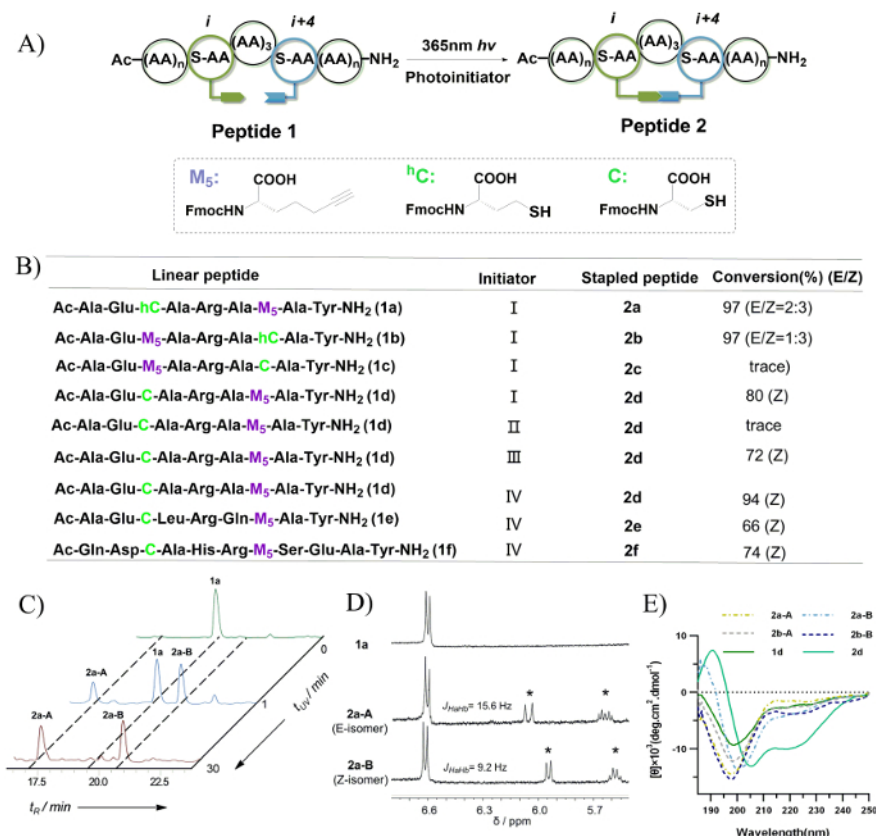 A)
i
i+4
Ac-(AA)n S-AA (AA)3 S-AA (AA)n-NH2
365nm hv
Photoinitiator
Ac-(AA)n S-AA (AA)3 S-AA (AA)n-NH2
i
i+4
Peptide 1
Peptide 2
M5:
COOH
FmocHN
hC:
COOH
FmocHN
SH
C:
COOH
FmocHN
SH
B)
Linear peptide Initiator Stapled peptide Conversion(%) (E/Z)
Ac-Ala-Glu-hC-Ala-Arg-Ala-M5-Ala-Tyr-NH2 (1a) I 2a 97 (E/Z=2:3)
Ac-Ala-Glu-M5-Ala-Arg-Ala-hC-Ala-Tyr-NH2 (1b) I 2b 97 (E/Z=1:3)
Ac-Ala-Glu-M5-Ala-Arg-Ala-C-Ala-Tyr-NH2 (1c) I 2c trace)
Ac-Ala-Glu-C-Ala-Arg-Ala-M5-Ala-Tyr-NH2 (1d) I 2d 80 (Z)
Ac-Ala-Glu-C-Ala-Arg-Ala-M5-Ala-Tyr-NH2 (1d) II 2d trace
Ac-Ala-Glu-C-Ala-Arg-Ala-M5-Ala-Tyr-NH2 (1d) III 2d 72 (Z)
Ac-Ala-Glu-C-Ala-Arg-Ala-M5-Ala-Tyr-NH2 (1d) IV 2d 94 (Z)
Ac-Ala-Glu-C-Leu-Arg-Gln-M5-Ala-Tyr-NH2 (1e) IV 2e 66 (Z)
Ac-Gln-Asp-C-Ala-His-Arg-M5-Ser-Glu-Ala-Tyr-NH2 (1f) IV 2f 74 (Z)
C)
1a
0
2a-A
1a
2a-B
1
2a-A
2a-B
30
tUV / min
17.5 20.0 22.5
tR / min
D)
1a
2a-A
(E-isomer)
JHaHb= 15.6 Hz
* *
2a-B
(Z-isomer)
JHaHb= 9.2 Hz
* *
6.6 6.3 6.0 5.7
δ / ppm
E)
2a-A 2a-B
2b-A 2b-B
1d 2d
10
5
0
-10
[θ]×10³(deg.cm².dmol⁻¹)
190 200 210 220 230 240 250
Wavelength(nm)